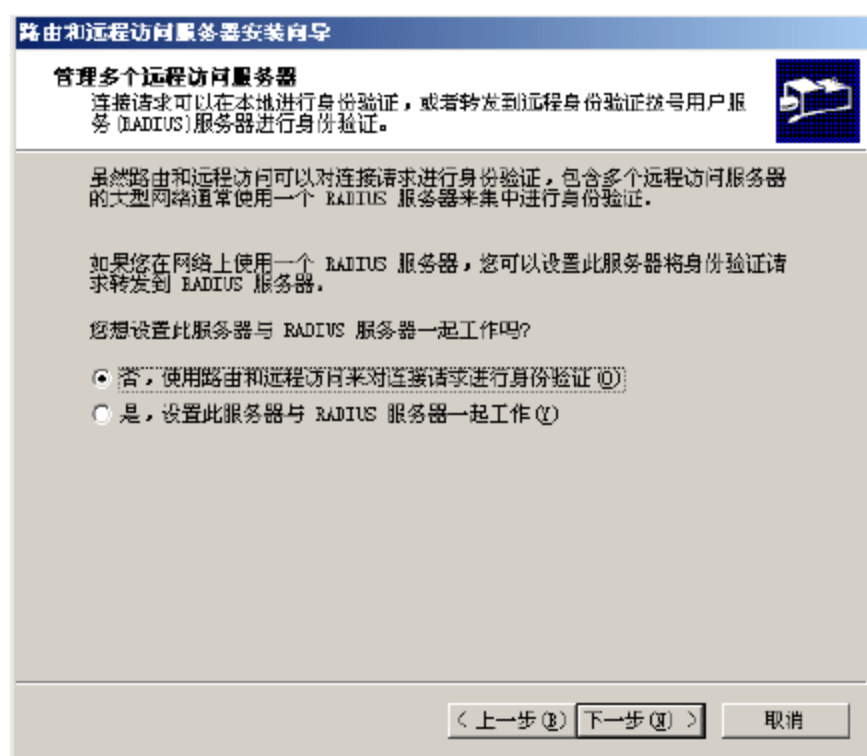 路由和远程访问服务器安装向导
管理多个远程访问服务器
连接请求可以在本地进行身份验证，或者转发到远程身份验证拨号用户服
务(RADIUS)服务器进行身份验证。
虽然路由和远程访问可以对连接请求进行身份验证，包含多个远程访问服务器
的大型网络通常使用一个 RADIUS 服务器来集中进行身份验证。
如果您在网络上使用一个 RADIUS 服务器，您可以设置此服务器将身份验证请
求转发到 RADIUS 服务器。
您想设置此服务器与 RADIUS 服务器一起工作吗?
否，使用路由和远程访问来对连接请求进行身份验证(O)
是，设置此服务器与 RADIUS 服务器一起工作(Y)
< 上一步(B) 下一步(N) > 取消